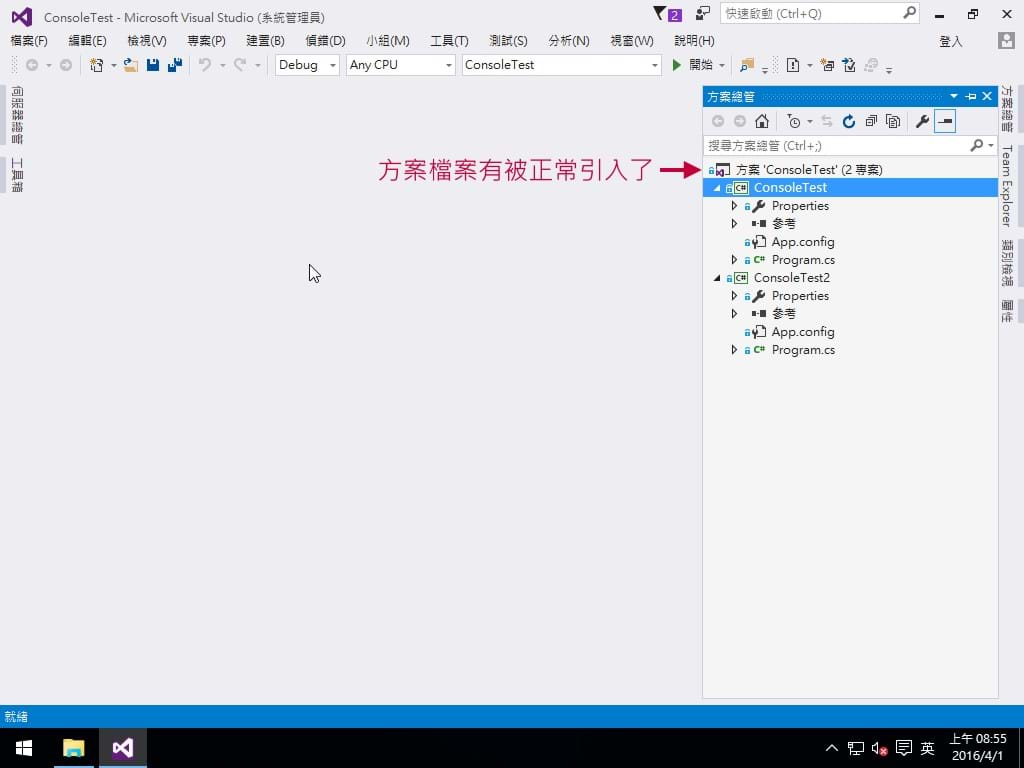 ConsoleTest - Microsoft Visual Studio (系統管理員)
2
快速啟動 (Ctrl+Q)
檔案(F) 編輯(E) 檢視(V) 專案(P) 建置(B) 偵錯(D) 小組(M) 工具(T) 測試(S) 分析(N) 視窗(W) 說明(H)
登入
Debug
Any CPU
ConsoleTest
開始
伺服器總管
工具箱
方案總管
搜尋方案總管 (Ctrl+;)
方案檔案有被正常引入了
方案 'ConsoleTest' (2 專案)
C# ConsoleTest
Properties
參考
App.config
C# Program.cs
C# ConsoleTest2
Properties
參考
App.config
C# Program.cs
方案總管
Team Explorer
類別檢視
屬性
就緒
英
上午 08:55
2016/4/1